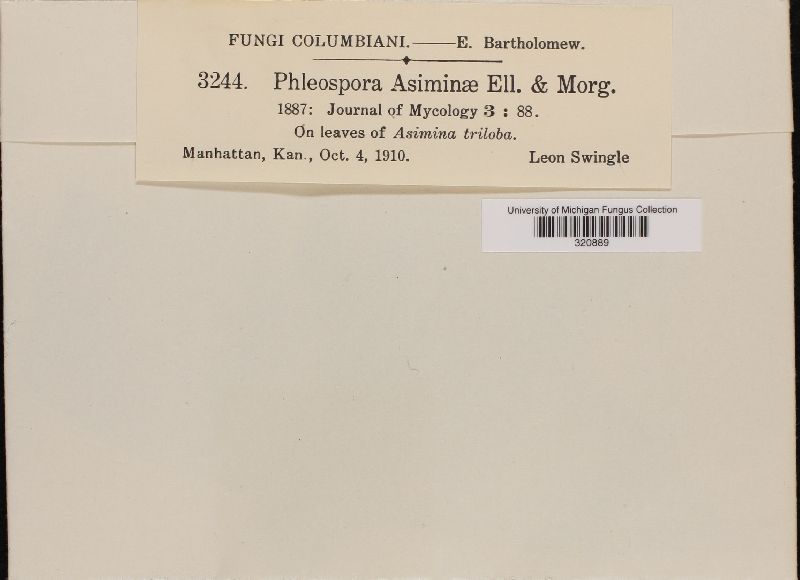 FUNGI COLUMBIANI.——E. Bartholomew.
3244. Phleospora Asiminæ Ell. & Morg.
1887: Journal of Mycology 3 : 88.
On leaves of Asimina triloba.
Manhattan, Kan., Oct. 4, 1910. Leon Swingle
University of Michigan Fungus Collection
320889